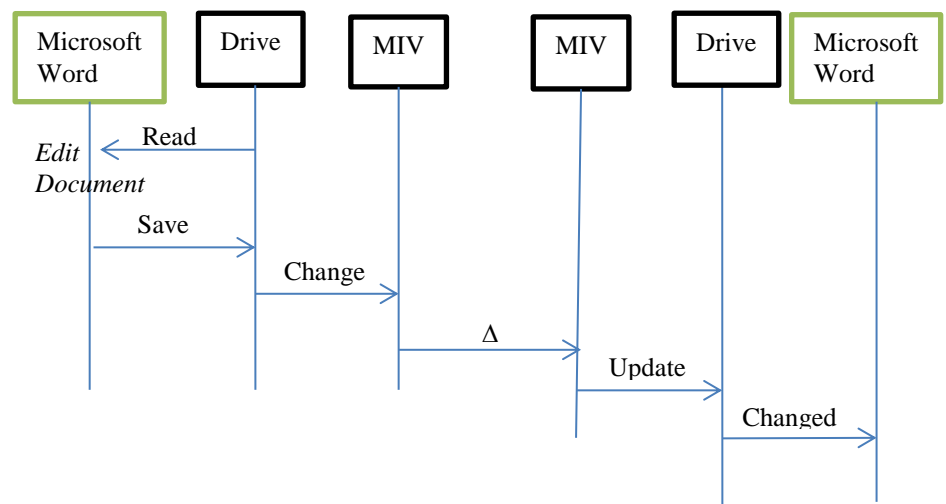 Microsoft
Word
Drive
MIV
MIV
Drive
Microsoft
Word
Read
Edit
Document
Save
Change
Δ
Update
Changed